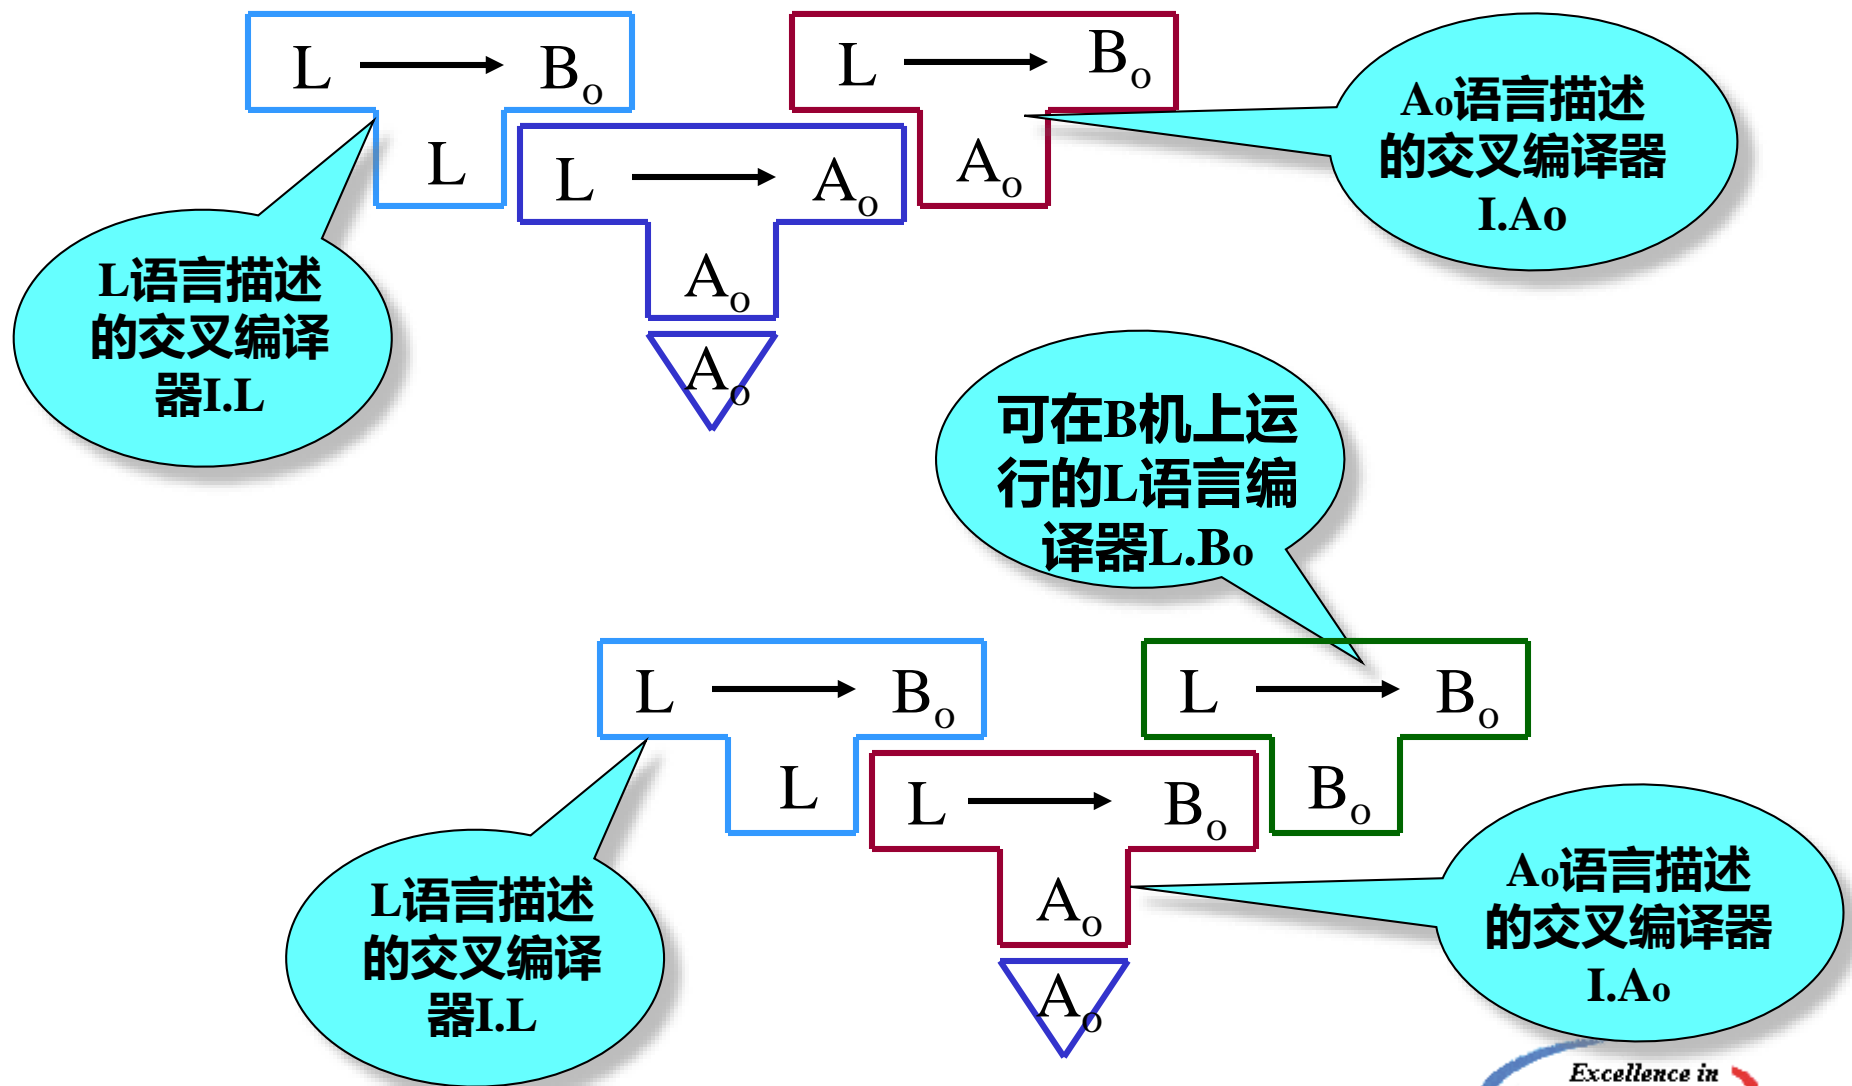 L → Bₒ
L
L → Aₒ
Aₒ
Aₒ
L → Bₒ
Aₒ
Aₒ语言描述
的交叉编译器
I.Aₒ
L语言描述
的交叉编译
器I.L
可在B机上运
行的L语言编
译器L.Bₒ
L → Bₒ
L
L → Bₒ
Aₒ
Aₒ
L → Bₒ
Bₒ
L语言描述
的交叉编译
器I.L
Aₒ语言描述
的交叉编译器
I.Aₒ
Excellence in